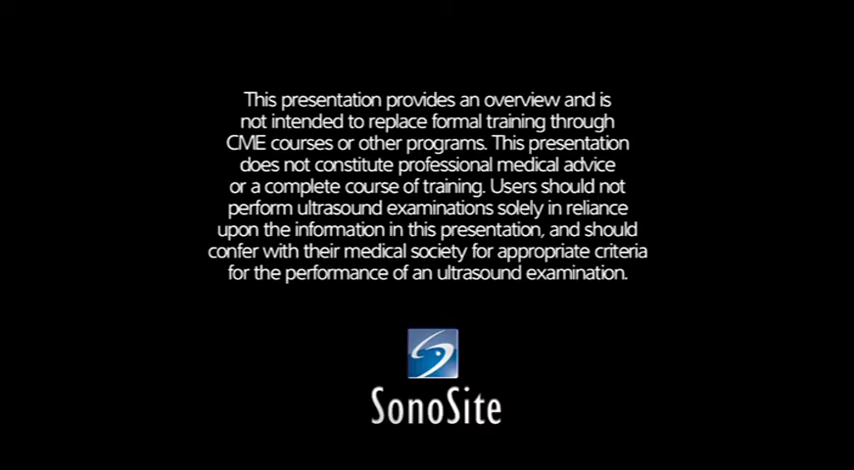 This presentation provides an overview and is
not intended to replace formal training through
CME courses or other programs. This presentation
does not constitute professional medical advice
or a complete course of training. Users should not
perform ultrasound examinations solely in reliance
upon the information in this presentation, and should
confer with their medical society for appropriate criteria
for the performance of an ultrasound examination.
SonoSite